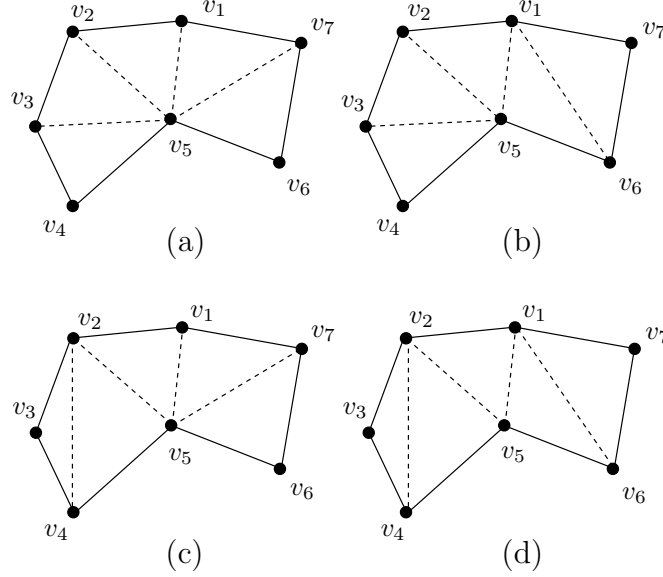 v₂ v₁ v₇
v₃ v₅ v₆
v₄
(a)
v₂ v₁ v₇
v₃ v₅ v₆
v₄
(b)
v₂ v₁ v₇
v₃ v₅ v₆
v₄
(c)
v₂ v₁ v₇
v₃ v₅ v₆
v₄
(d)